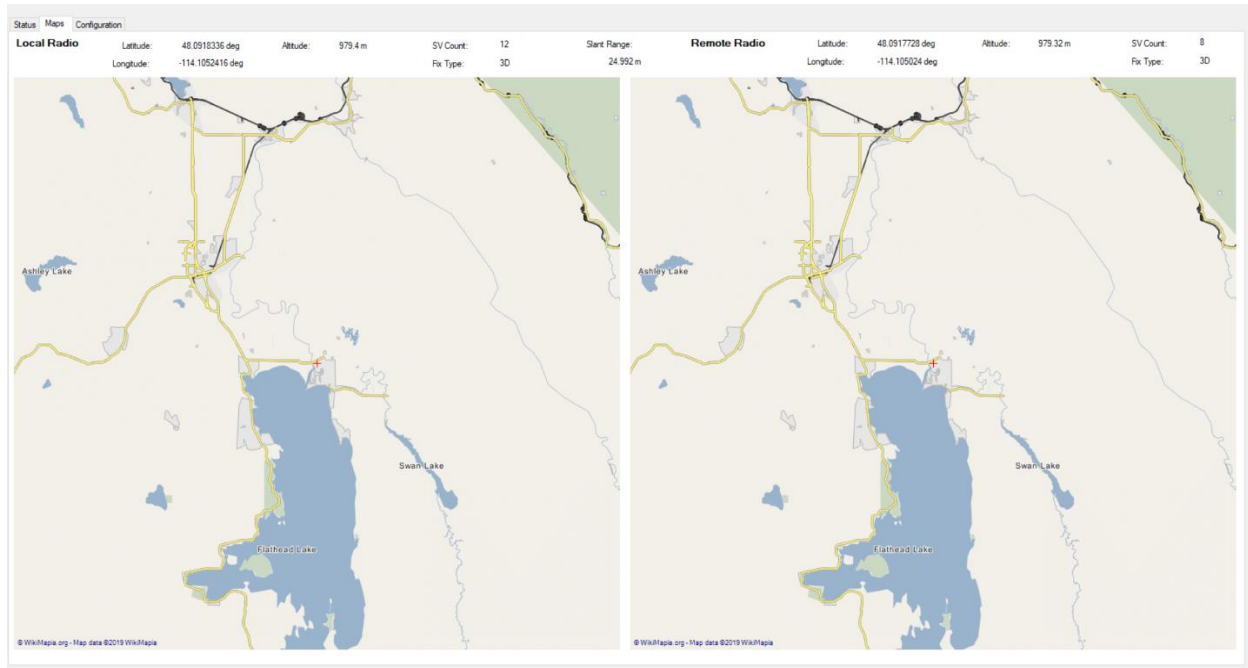 Status Maps Configuration
Local Radio Latitude: 48.0918336 deg Altitude: 979.4 m SV Count: 12 Slant Range: Remote Radio Latitude: 48.0917728 deg Altitude: 979.32 m SV Count: 8
Longitude: -114.1052416 deg Fix Type: 3D 24.992 m Longitude: -114.105024 deg Fix Type: 3D
Ashley Lake Ashley Lake
Swan Lake Swan Lake
Flathead Lake Flathead Lake
© WikiMapia.org - Map data ©2019 WikiMapia © WikiMapia.org - Map data ©2019 WikiMapia